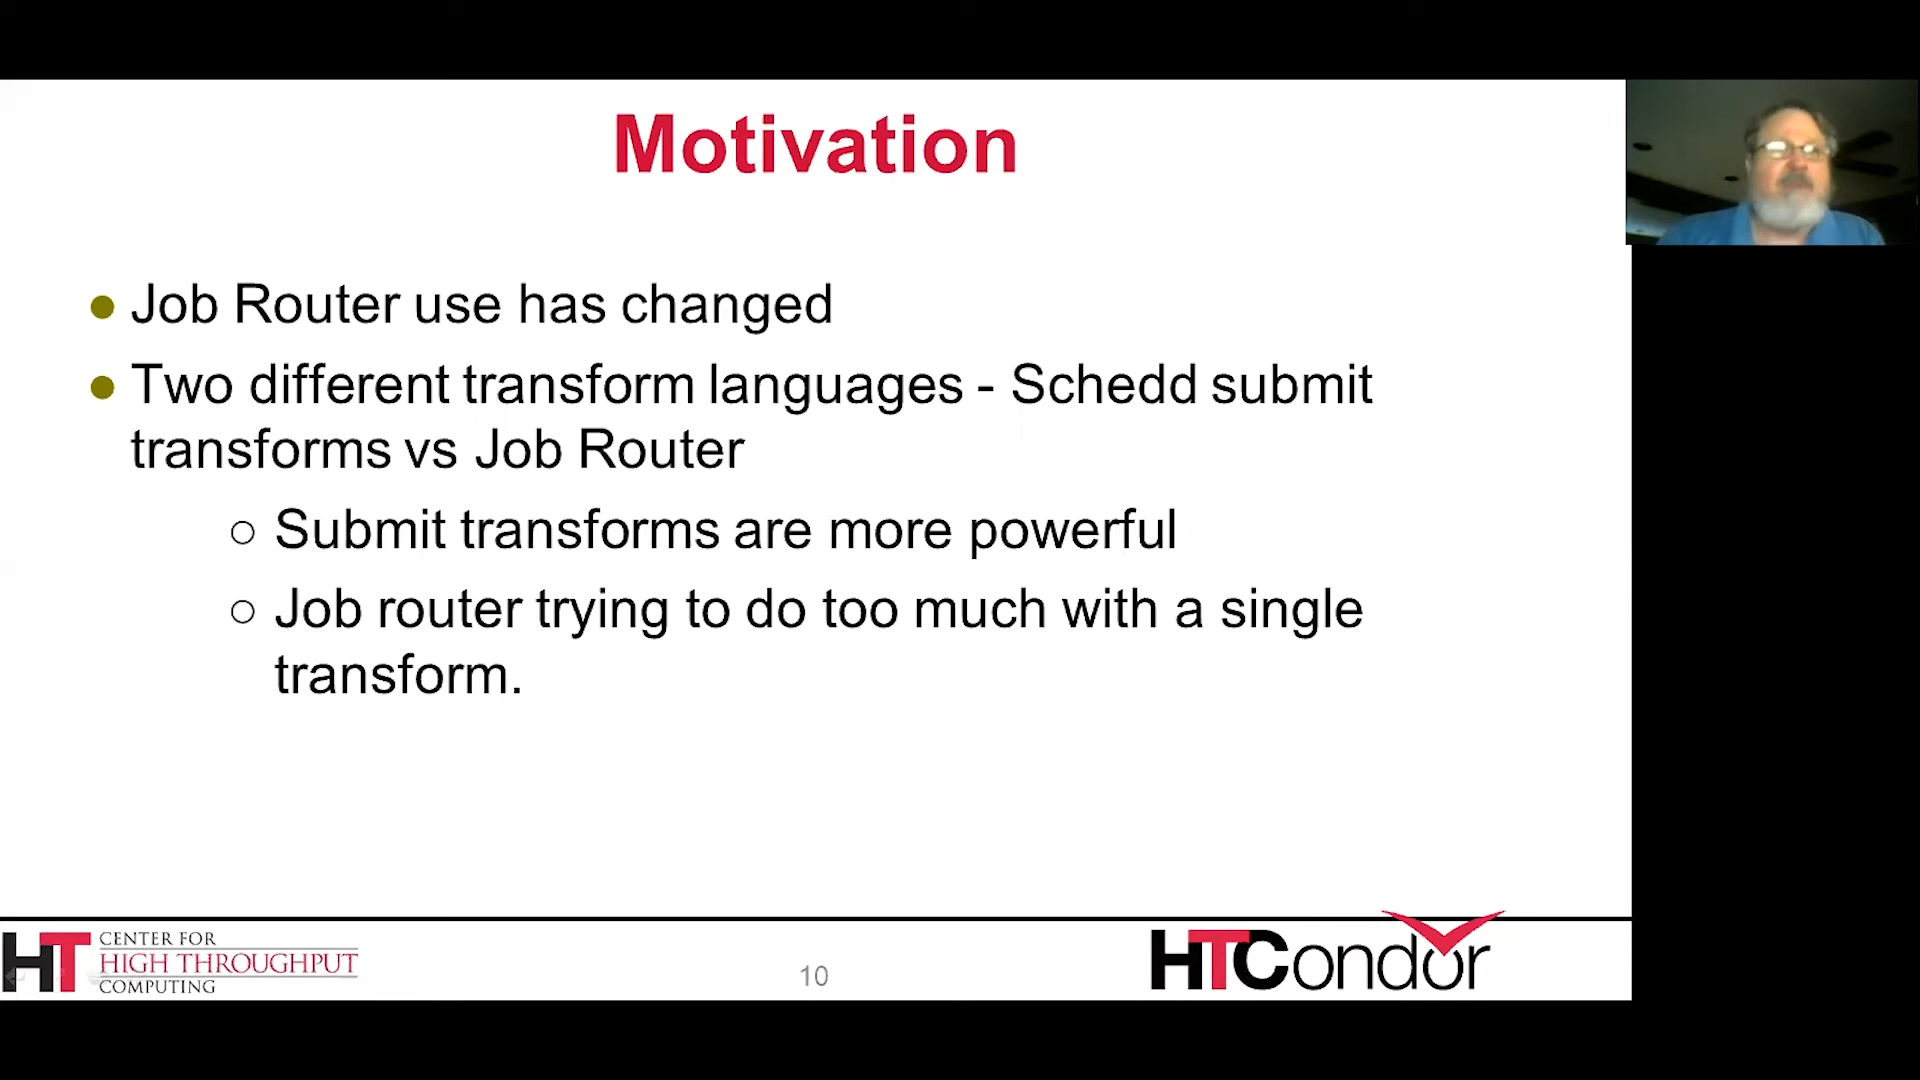 Motivation
● Job Router use has changed
● Two different transform languages - Schedd submit
transforms vs Job Router
○ Submit transforms are more powerful
○ Job router trying to do too much with a single
transform.
HT CENTER FOR
HIGH THROUGHPUT
COMPUTING
10
HTCondor